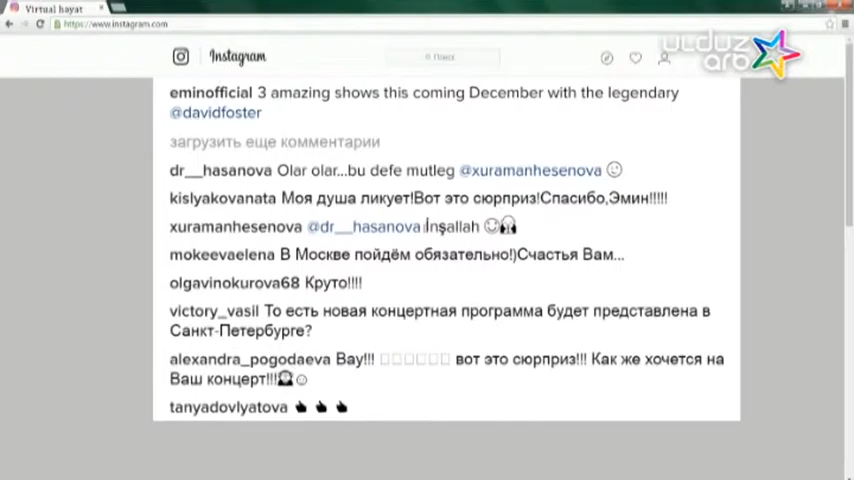 Virtual həyat
https://www.instagram.com
ulduz
arb
Instagram
Поиск
eminofficial 3 amazing shows this coming December with the legendary
@davidfoster
загрузить еще комментарии
dr__hasanova Olar olar...bu defe mutleg @xuramanhesenova
kislyakovanata Моя душа ликует!Вот это сюрприз!Спасибо,Эмин!!!!!
xuramanhesenova @dr__hasanova İnşallah
mokeevaelena В Москве пойдём обязательно!)Счастья Вам...
olgavinokurova68 Круто!!!!
victory_vasil То есть новая концертная программа будет представлена в
Санкт-Петербурге?
alexandra_pogodaeva Вау!!! вот это сюрприз!!! Как же хочется на
Ваш концерт!!!
tanyadovlyatova